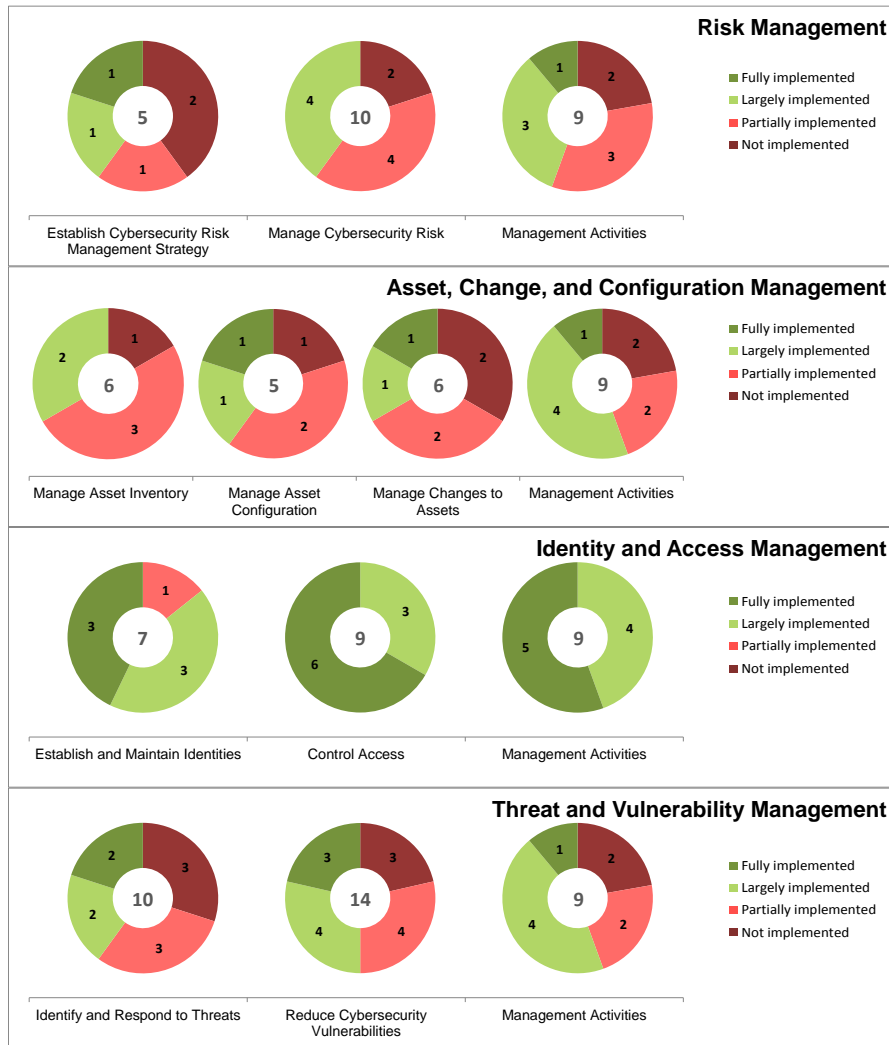 Risk Management
1
2
1
1
5
2
4
4
10
1
2
3
3
9
Fully implemented
Largely implemented
Partially implemented
Not implemented
Establish Cybersecurity Risk
Management Strategy
Manage Cybersecurity Risk
Management Activities
Asset, Change, and Configuration Management
2
1
3
6
1
1
1
2
5
1
2
1
2
6
1
2
4
2
9
Fully implemented
Largely implemented
Partially implemented
Not implemented
Manage Asset Inventory
Manage Asset
Configuration
Manage Changes to
Assets
Management Activities
Identity and Access Management
1
3
3
7
3
6
9
4
5
9
Fully implemented
Largely implemented
Partially implemented
Not implemented
Establish and Maintain Identities
Control Access
Management Activities
Threat and Vulnerability Management
2
3
2
3
10
3
3
4
4
14
1
2
4
2
9
Fully implemented
Largely implemented
Partially implemented
Not implemented
Identify and Respond to Threats
Reduce Cybersecurity
Vulnerabilities
Management Activities